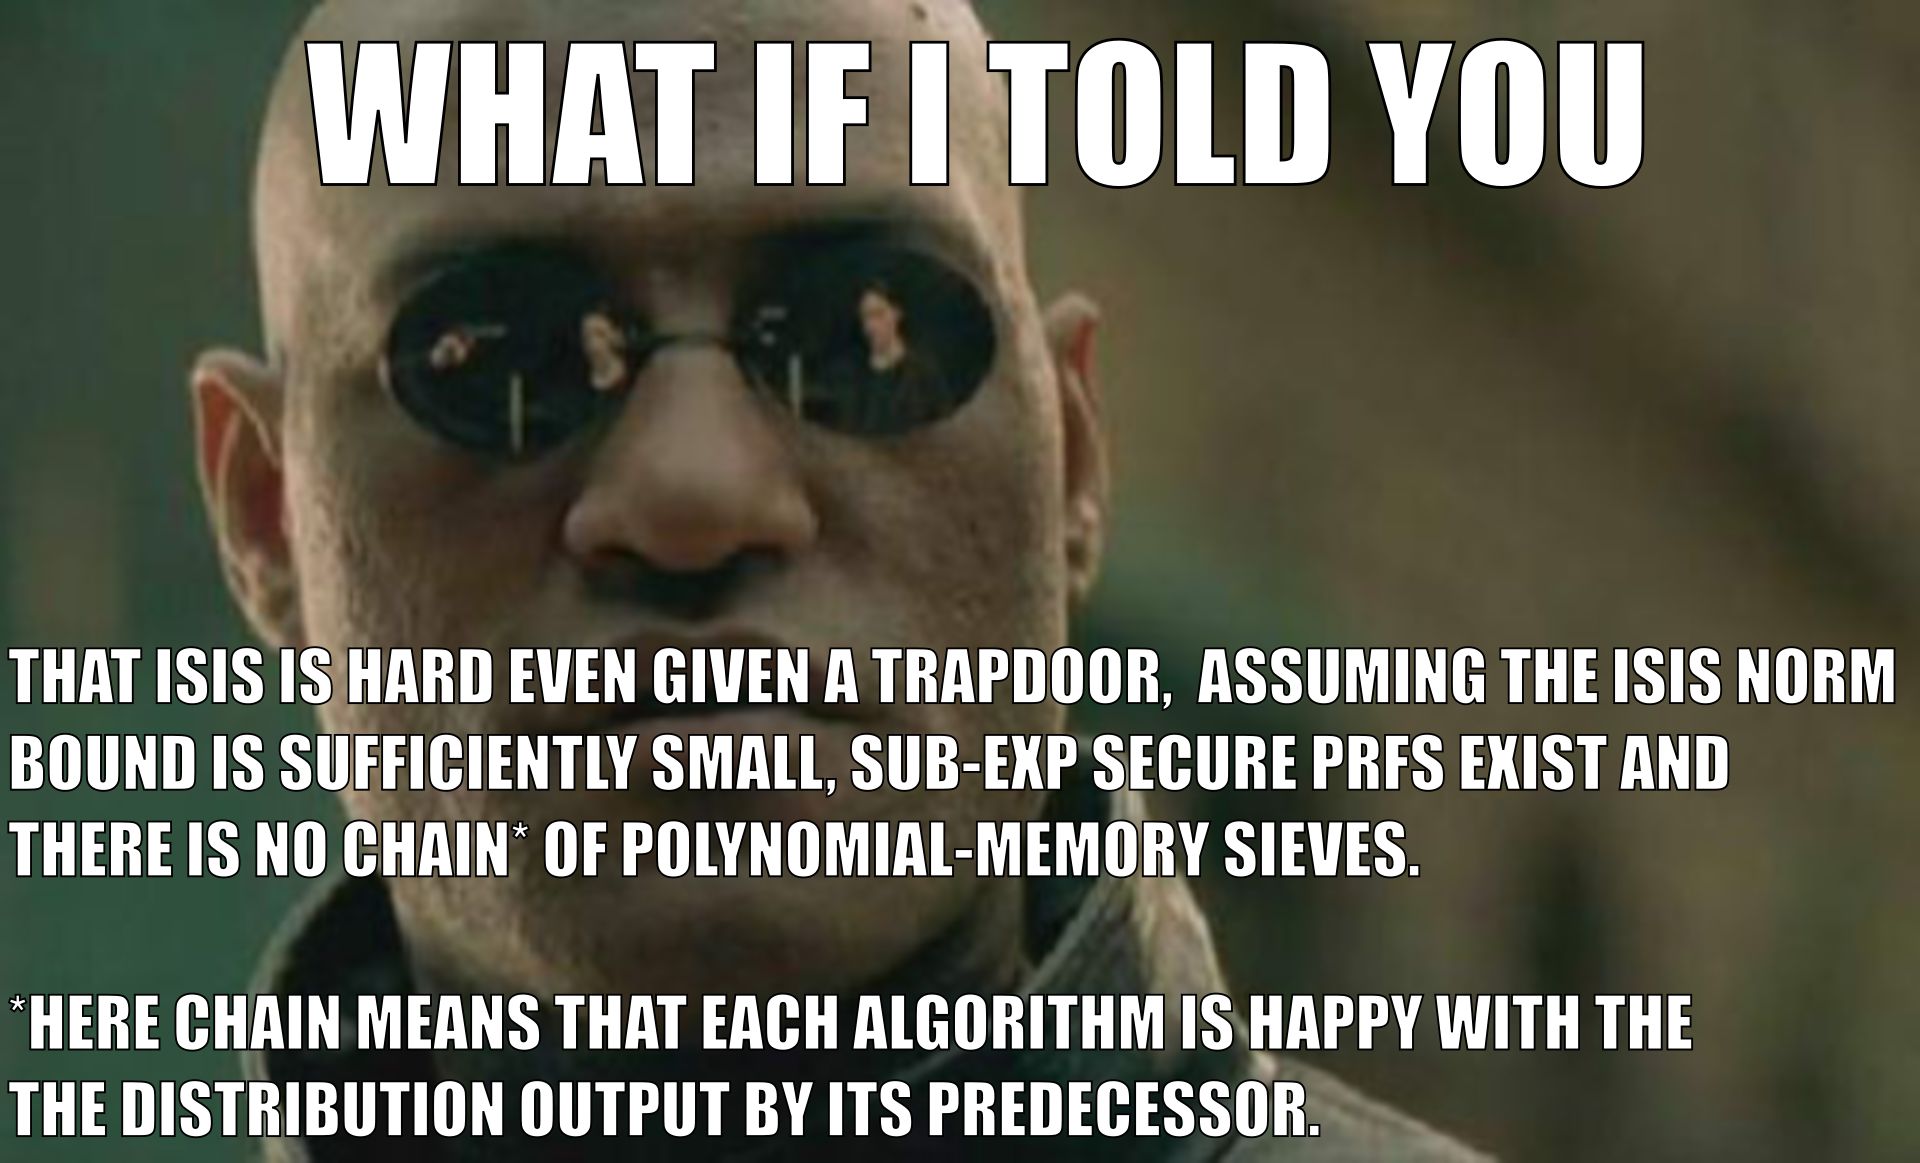 WHAT IF I TOLD YOU
THAT ISIS IS HARD EVEN GIVEN A TRAPDOOR, ASSUMING THE ISIS NORM
BOUND IS SUFFICIENTLY SMALL, SUB-EXP SECURE PRFS EXIST AND
THERE IS NO CHAIN* OF POLYNOMIAL-MEMORY SIEVES.
*HERE CHAIN MEANS THAT EACH ALGORITHM IS HAPPY WITH THE
THE DISTRIBUTION OUTPUT BY ITS PREDECESSOR.